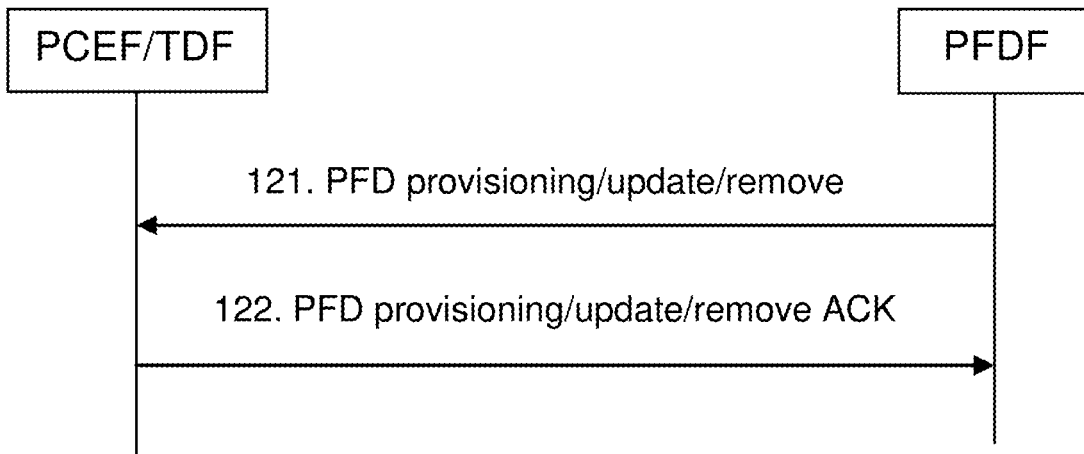 PCEF/TDF
PFDF
121. PFD provisioning/update/remove
122. PFD provisioning/update/remove ACK